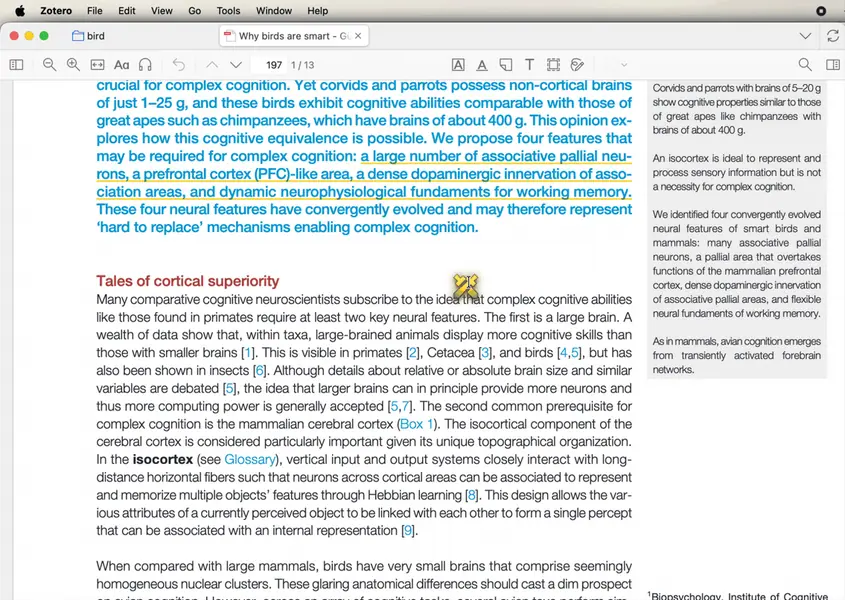 Zotero File Edit View Go Tools Window Help
bird
Why birds are smart - G
197 1 / 13
crucial for complex cognition. Yet corvids and parrots possess non-cortical brains
of just 1–25 g, and these birds exhibit cognitive abilities comparable with those of
great apes such as chimpanzees, which have brains of about 400 g. This opinion ex-
plores how this cognitive equivalence is possible. We propose four features that
may be required for complex cognition: a large number of associative pallial neu-
rons, a prefrontal cortex (PFC)-like area, a dense dopaminergic innervation of asso-
ciation areas, and dynamic neurophysiological fundaments for working memory.
These four neural features have convergently evolved and may therefore represent
‘hard to replace’ mechanisms enabling complex cognition.
Tales of cortical superiority
Many comparative cognitive neuroscientists subscribe to the idea that complex cognitive abilities
like those found in primates require at least two key neural features. The first is a large brain. A
wealth of data show that, within taxa, large-brained animals display more cognitive skills than
those with smaller brains [1]. This is visible in primates [2], Cetacea [3], and birds [4,5], but has
also been shown in insects [6]. Although details about relative or absolute brain size and similar
variables are debated [5], the idea that larger brains can in principle provide more neurons and
thus more computing power is generally accepted [5,7]. The second common prerequisite for
complex cognition is the mammalian cerebral cortex (Box 1). The isocortical component of the
cerebral cortex is considered particularly important given its unique topographical organization.
In the isocortex (see Glossary), vertical input and output systems closely interact with long-
distance horizontal fibers such that neurons across cortical areas can be associated to represent
and memorize multiple objects’ features through Hebbian learning [8]. This design allows the var-
ious attributes of a currently perceived object to be linked with each other to form a single percept
that can be associated with an internal representation [9].
When compared with large mammals, birds have very small brains that comprise seemingly
homogeneous nuclear clusters. These glaring anatomical differences should cast a dim prospect
Corvids and parrots with brains of 5–20 g
show cognitive properties similar to those
of great apes like chimpanzees with
brains of about 400 g.
An isocortex is ideal to represent and
process sensory information but is not
a necessity for complex cognition.
We identified four convergently evolved
neural features of smart birds and
mammals: many associative pallial
neurons, a pallial area that overtakes
functions of the mammalian prefrontal
cortex, dense dopaminergic innervation
of associative pallial areas, and flexible
neural fundaments of working memory.
As in mammals, avian cognition emerges
from transiently activated forebrain
networks.
1Biopsychology, Institute of Cognitive